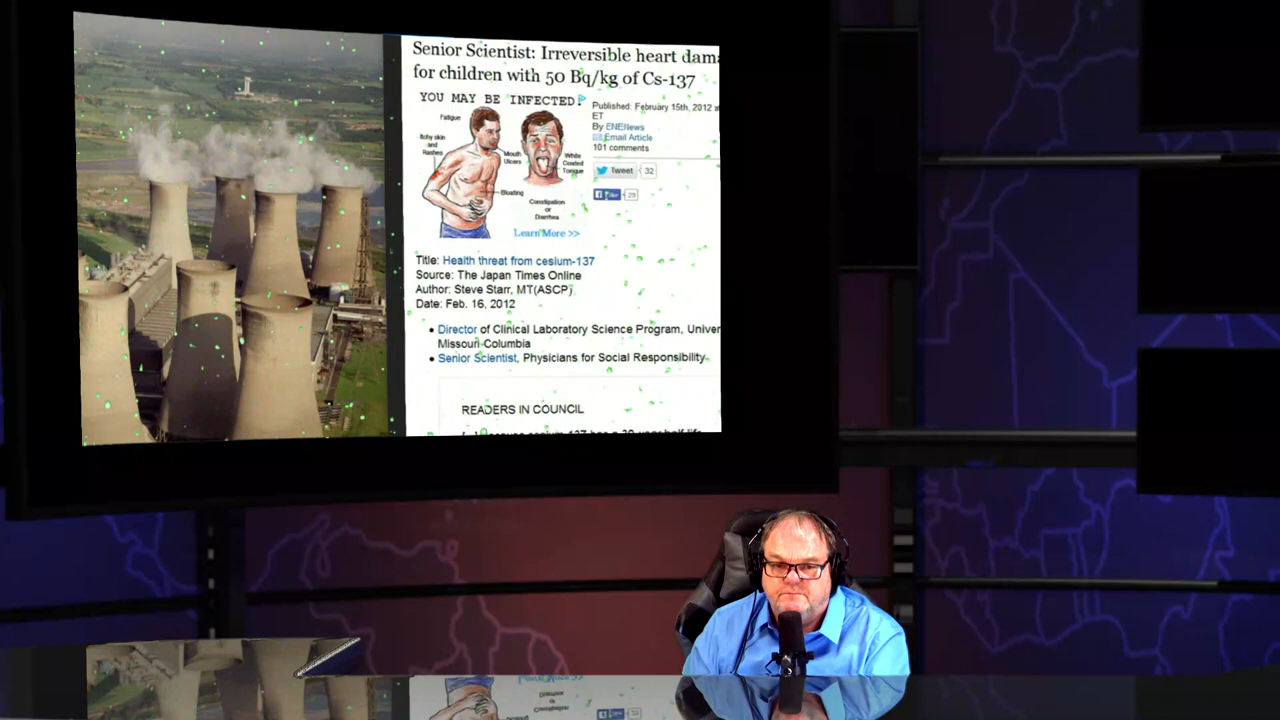 Senior Scientist: Irreversible heart dam
for children with 50 Bq/kg of Cs-137
YOU MAY BE INFECTED!
Fatigue
Itchy skin
and
Rashes
Mouth
Ulcers
White
Coated
Tongue
Bloating
Constipation
or
Diarrhea
Learn More >>
Published: February 15th, 2012 a
ET
By ENENews
Email Article
101 comments
Tweet 32
Like 29
Title: Health threat from cesium-137
Source: The Japan Times Online
Author: Steve Starr, MT(ASCP)
Date: Feb. 16, 2012
• Director of Clinical Laboratory Science Program, Univer
Missouri-Columbia
• Senior Scientist, Physicians for Social Responsibility
READERS IN COUNCIL